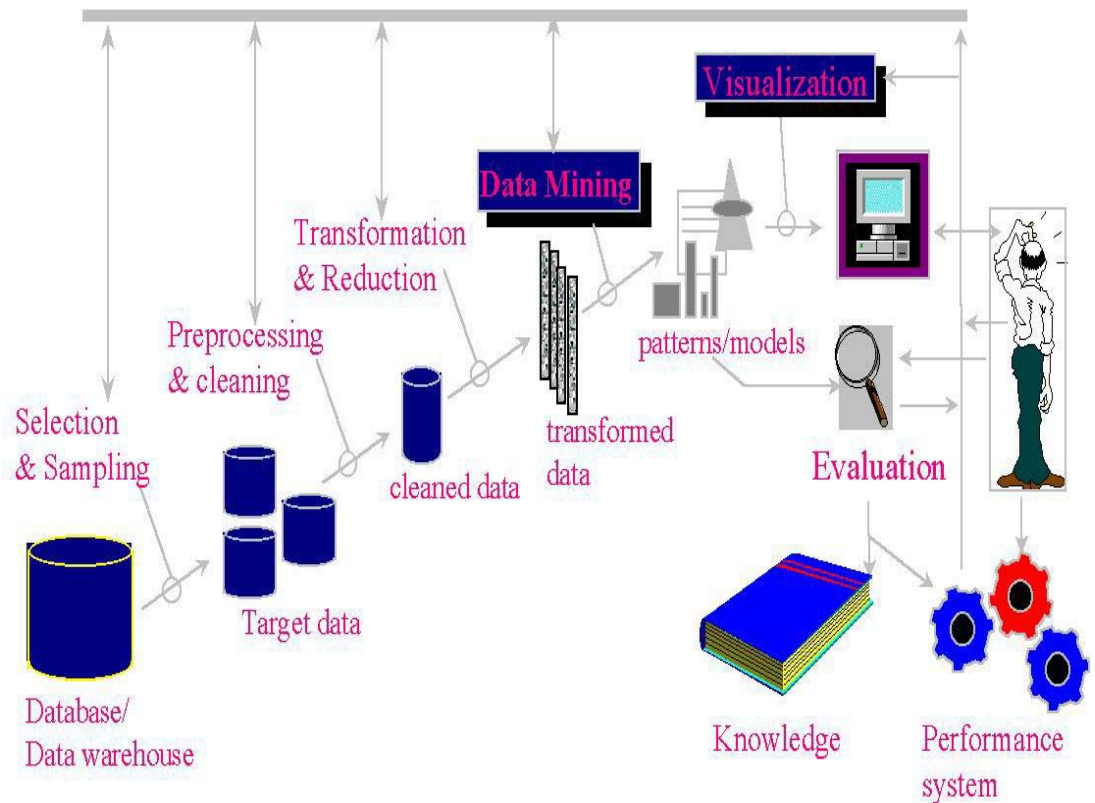 Visualization
Data Mining
Transformation
& Reduction
Preprocessing
& cleaning
Selection
& Sampling
patterns/models
transformed
data
cleaned data
Evaluation
Target data
Database/
Data warehouse
Knowledge
Performance
system